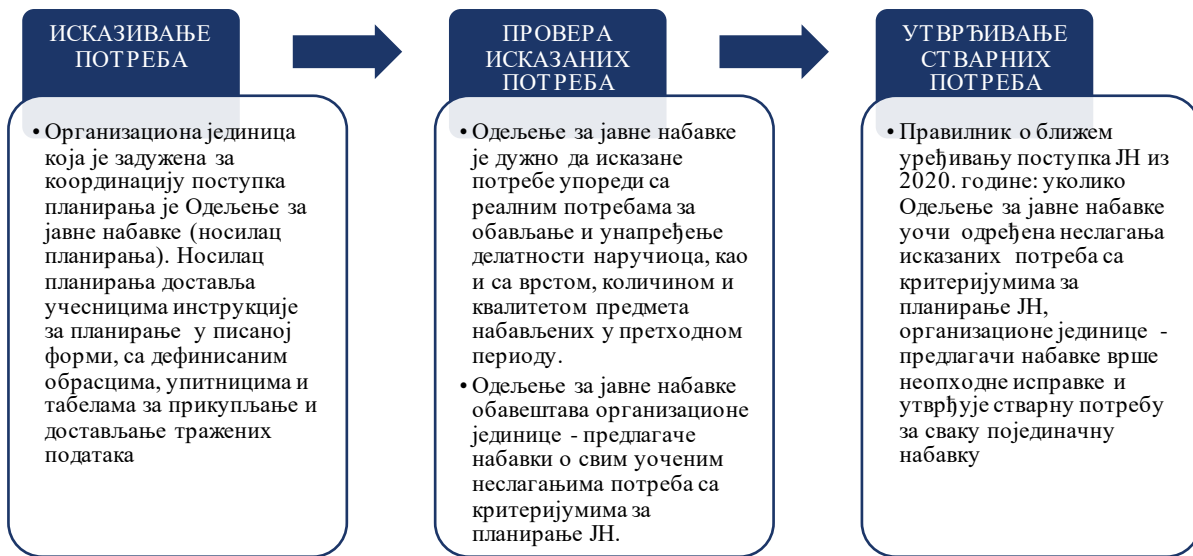 ИСКАЗИВАЊЕ
ПОТРЕБА
• Организациона јединица
која је задужена за
координацију поступка
планирања је Одељење за
јавне набавке (носилац
планирања). Носилац
планирања доставља
учесницима инструкције
за планирање у писаној
форми, са дефинисаним
обрасцима, упитницима и
табелама за прикупљање и
достављање тражених
података
ПРОВЕРА
ИСКАЗАНИХ
ПОТРЕБА
• Одељење за јавне набавке
је дужно да исказане
потребе упореди са
реалним потребама за
обављање и унапређење
делатности наручиоца, као
и са врстом, количином и
квалитетом предмета
набављених у претходном
периоду.
• Одељење за јавне набавке
обавештава организационе
јединице - предлагаче
набавки о свим уоченим
неслагањима потреба са
критеријумима за
планирање ЈН.
УТВРЂИВАЊЕ
СТВАРНИХ
ПОТРЕБА
• Правилник о ближем
уређивању поступка ЈН из
2020. године: уколико
Одељење за јавне набавке
уочи одређена неслагања
исказаних потреба са
критеријумима за
планирање ЈН,
организационе јединице -
предлагачи набавке врше
неопходне исправке и
утврђује стварну потребу
за сваку појединачну
набавку